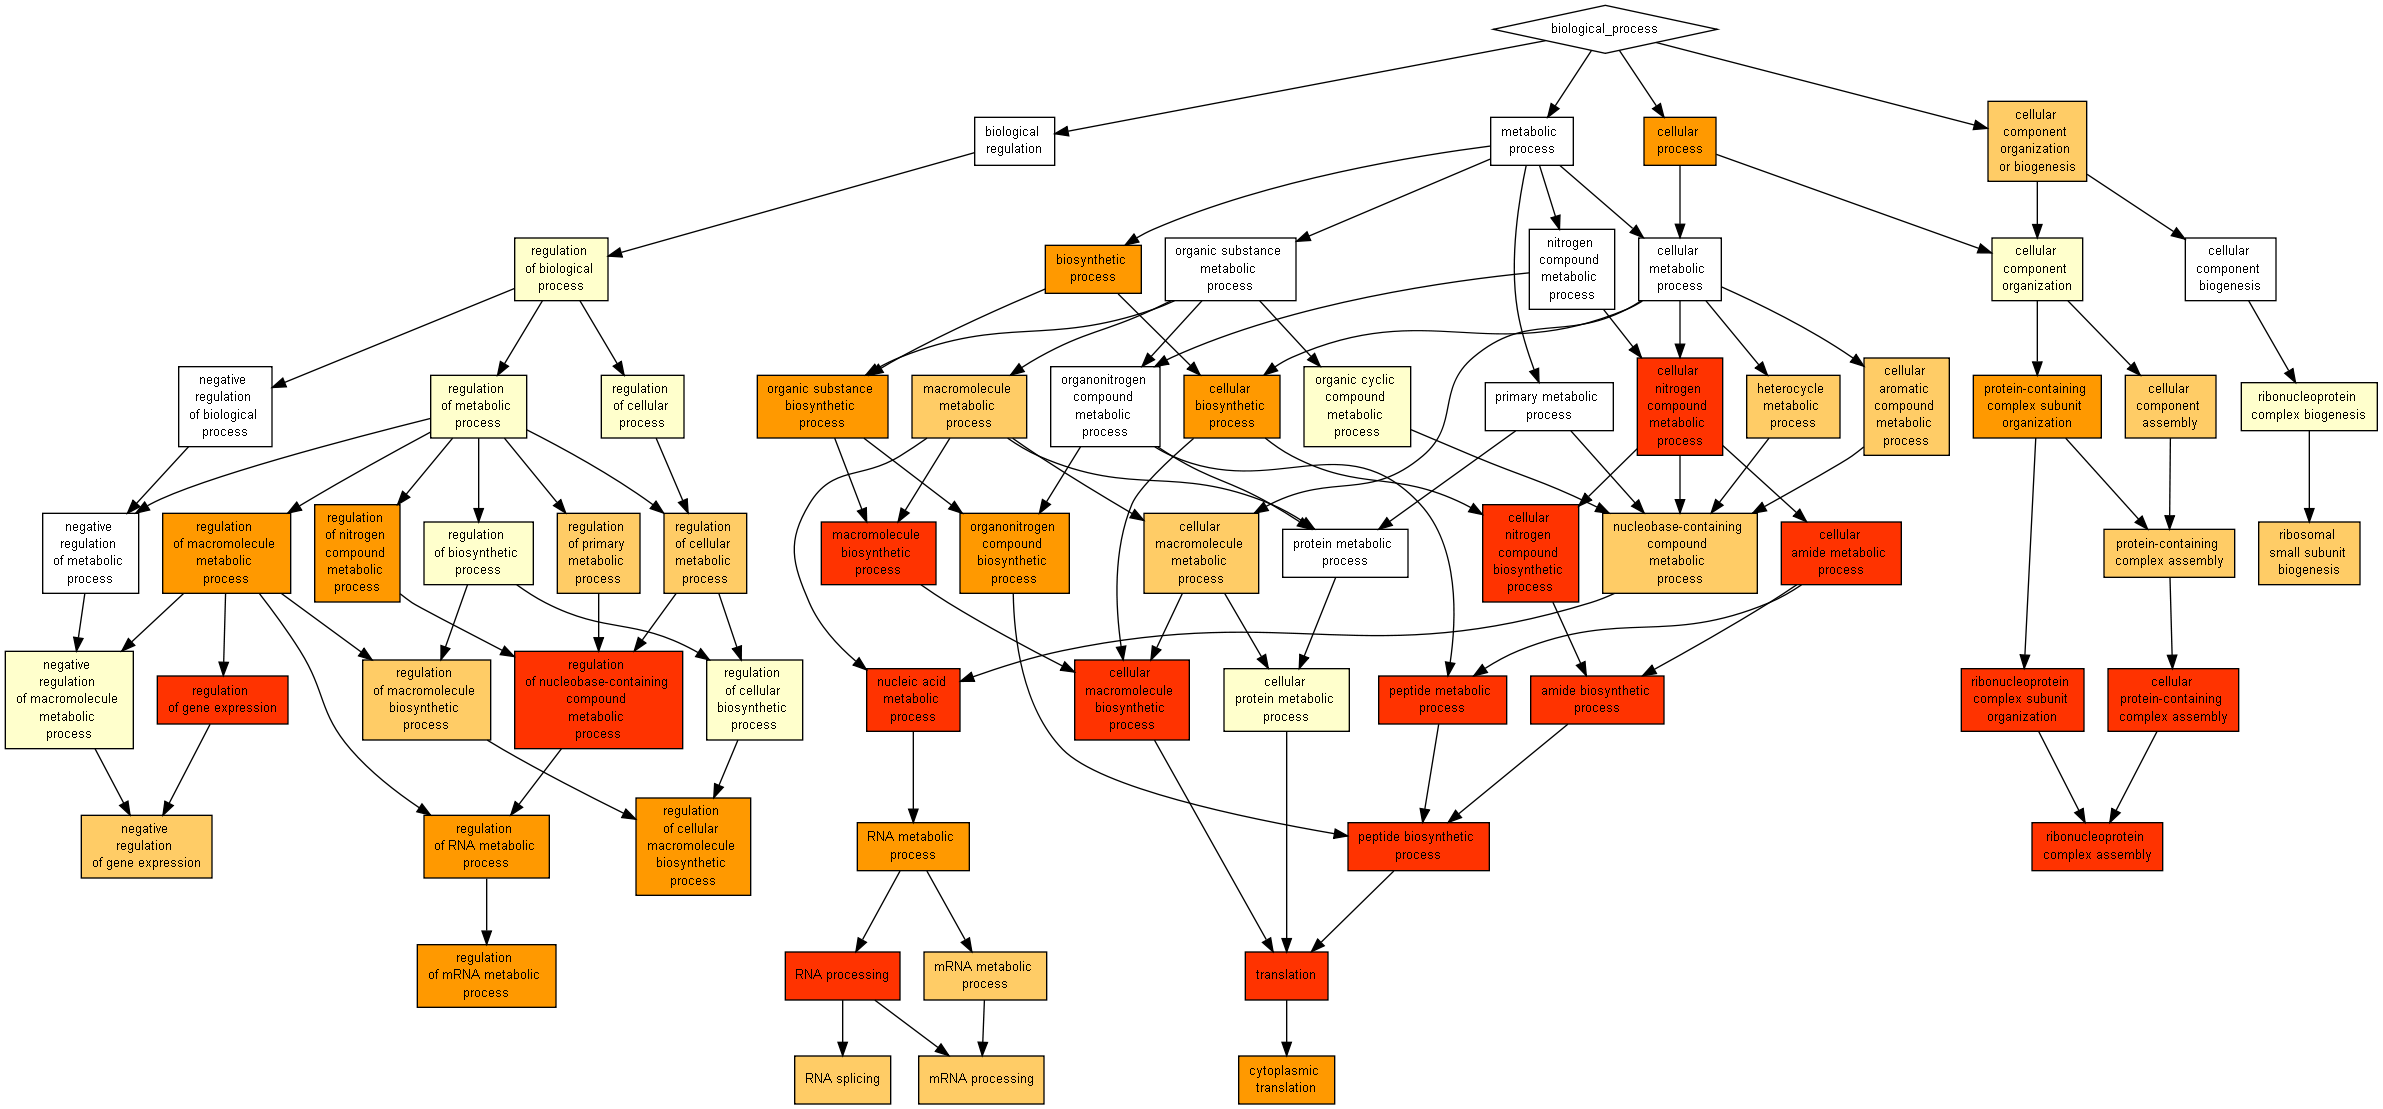 biological_process
biological
regulation
metabolic
process
cellular
process
cellular
component
organization
or biogenesis
regulation
of biological
process
biosynthetic
process
organic substance
metabolic
process
nitrogen
compound
metabolic
process
cellular
metabolic
process
cellular
component
organization
cellular
component
biogenesis
negative
regulation
of biological
process
regulation
of metabolic
process
regulation
of cellular
process
organic substance
biosynthetic
process
macromolecule
metabolic
process
organonitrogen
compound
metabolic
process
cellular
biosynthetic
process
organic cyclic
compound
metabolic
process
primary metabolic
process
cellular
nitrogen
compound
metabolic
process
heterocycle
metabolic
process
cellular
aromatic
compound
metabolic
process
protein-containing
complex subunit
organization
cellular
component
assembly
ribonucleoprotein
complex biogenesis
negative
regulation
of metabolic
process
regulation
of macromolecule
metabolic
process
regulation
of nitrogen
compound
metabolic
process
regulation
of biosynthetic
process
regulation
of primary
metabolic
process
regulation
of cellular
metabolic
process
macromolecule
biosynthetic
process
organonitrogen
compound
biosynthetic
process
cellular
macromolecule
metabolic
process
protein metabolic
process
cellular
nitrogen
compound
biosynthetic
process
nucleobase-containing
compound
metabolic
process
cellular
amide metabolic
process
protein-containing
complex assembly
ribosomal
small subunit
biogenesis
negative
regulation
of macromolecule
metabolic
process
regulation
of gene expression
regulation
of macromolecule
biosynthetic
process
regulation
of nucleobase-containing
compound
metabolic
process
regulation
of cellular
biosynthetic
process
nucleic acid
metabolic
process
cellular
macromolecule
biosynthetic
process
cellular
protein metabolic
process
peptide metabolic
process
amide biosynthetic
process
ribonucleoprotein
complex subunit
organization
cellular
protein-containing
complex assembly
negative
regulation
of gene expression
regulation
of RNA metabolic
process
regulation
of cellular
macromolecule
biosynthetic
process
RNA metabolic
process
peptide biosynthetic
process
ribonucleoprotein
complex assembly
regulation
of mRNA metabolic
process
RNA processing
mRNA metabolic
process
translation
RNA splicing
mRNA processing
cytoplasmic
translation